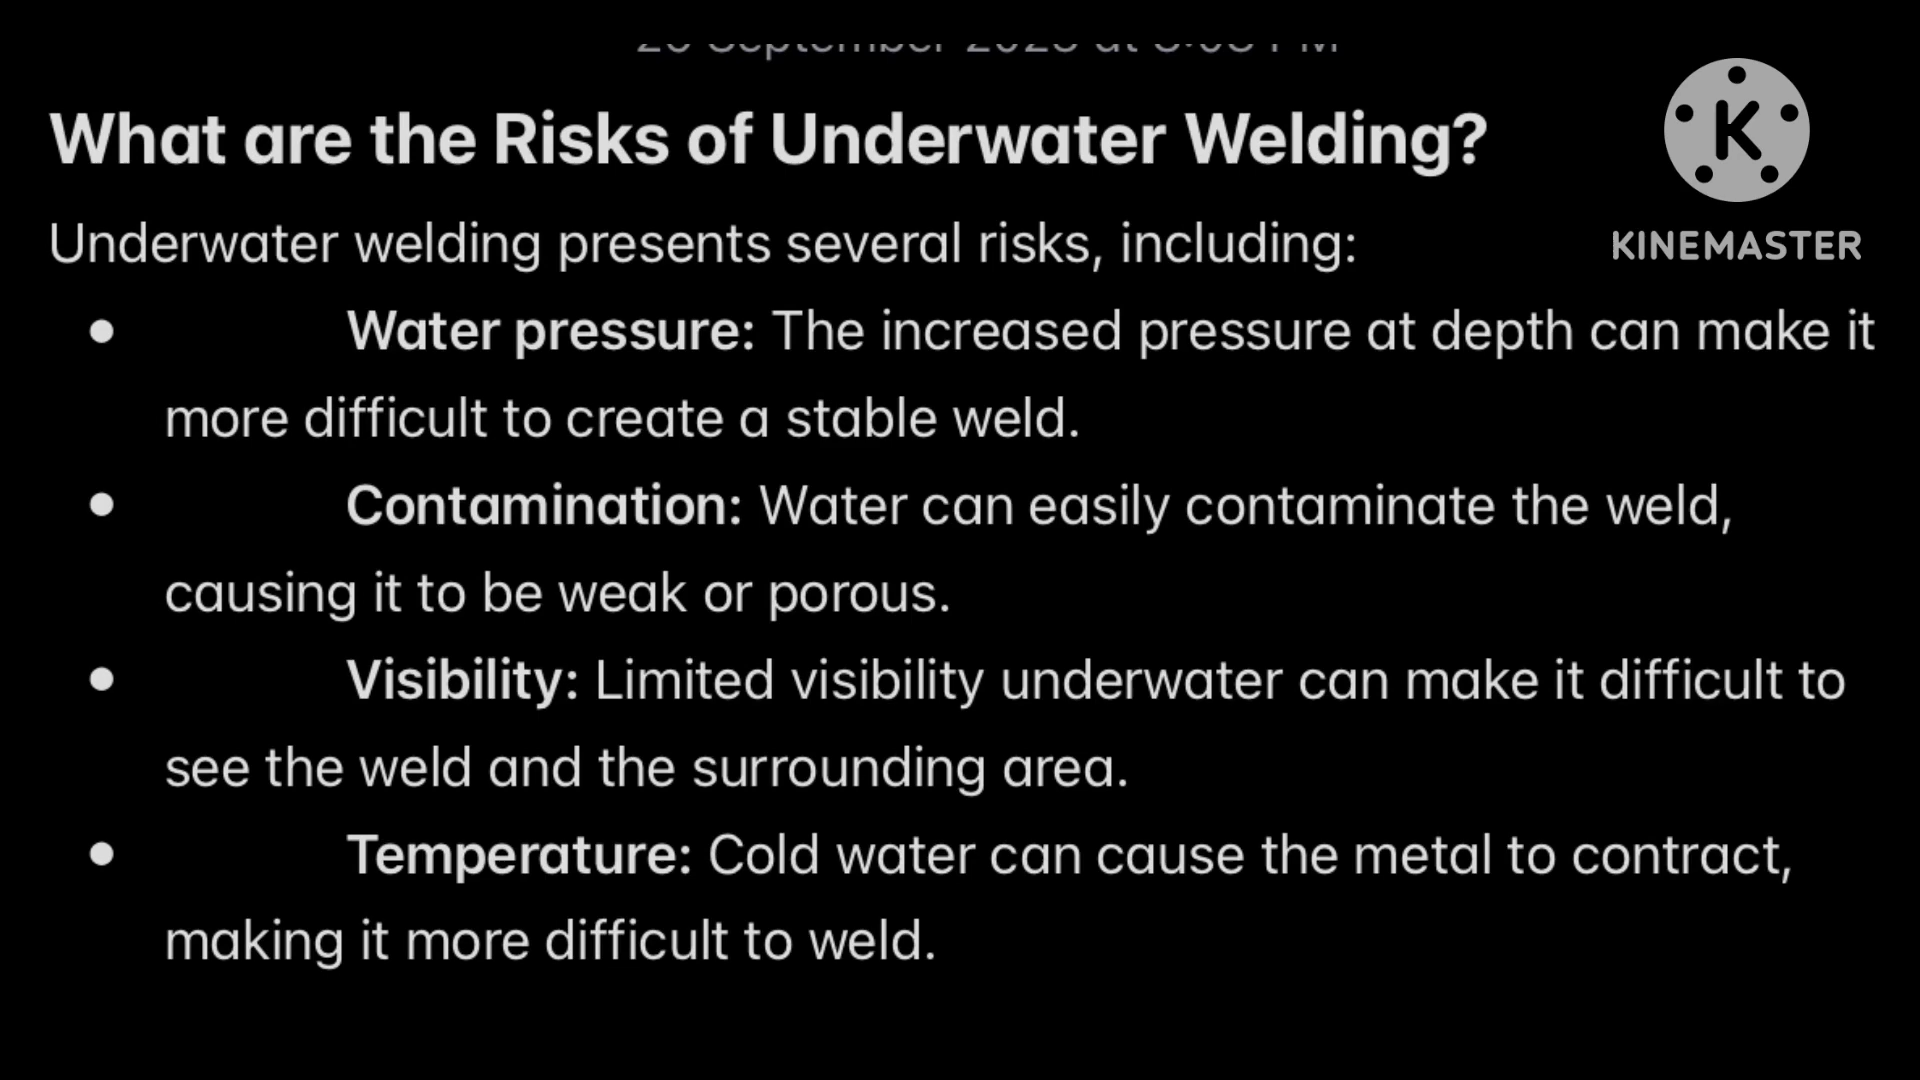 September
What are the Risks of Underwater Welding?
KINEMASTER
Underwater welding presents several risks, including:
• Water pressure: The increased pressure at depth can make it
more difficult to create a stable weld.
• Contamination: Water can easily contaminate the weld,
causing it to be weak or porous.
• Visibility: Limited visibility underwater can make it difficult to
see the weld and the surrounding area.
• Temperature: Cold water can cause the metal to contract,
making it more difficult to weld.